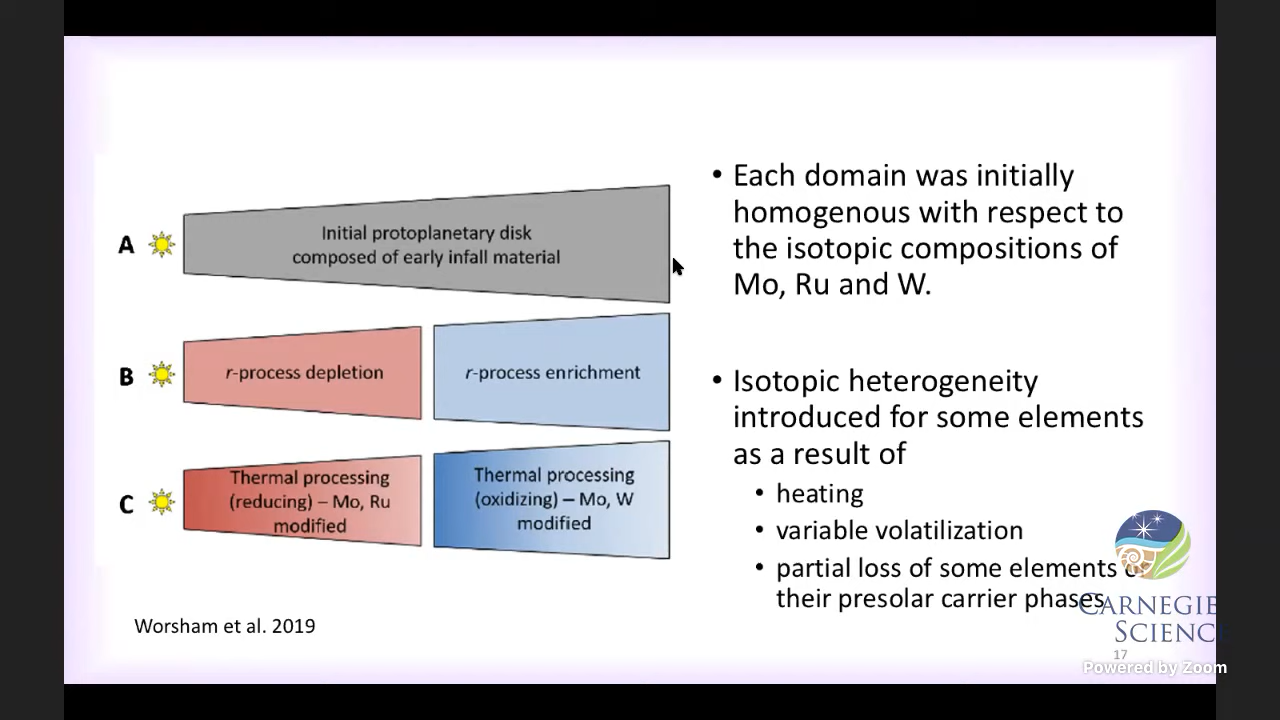 A
Initial protoplanetary disk
composed of early infall material
B
r-process depletion
r-process enrichment
C
Thermal processing
(reducing) – Mo, Ru
modified
Thermal processing
(oxidizing) – Mo, W
modified
Worsham et al. 2019
• Each domain was initially
homogenous with respect to
the isotopic compositions of
Mo, Ru and W.
• Isotopic heterogeneity
introduced for some elements
as a result of
• heating
• variable volatilization
• partial loss of some elements
their presolar carrier phases
CARNEGIE
SCIENCE
17
Powered by Zoom